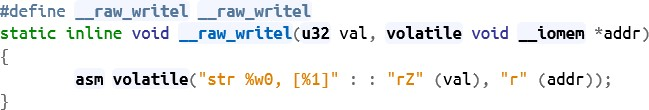 #define __raw_writel __raw_writel
static inline void __raw_writel(u32 val, volatile void __iomem *addr)
{
        asm volatile("str %w0, [%1]" : : "rZ" (val), "r" (addr));
}